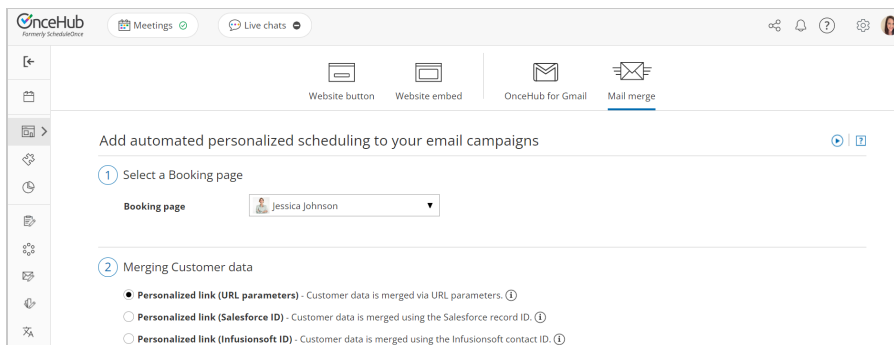 OnceHub
Formerly ScheduleOnce
Meetings
Live chats
Website button
Website embed
OnceHub for Gmail
Mail merge
Add automated personalized scheduling to your email campaigns
1 Select a Booking page
Booking page
Jessica Johnson
2 Merging Customer data
Personalized link (URL parameters) - Customer data is merged via URL parameters.
Personalized link (Salesforce ID) - Customer data is merged using the Salesforce record ID.
Personalized link (Infusionsoft ID) - Customer data is merged using the Infusionsoft contact ID.